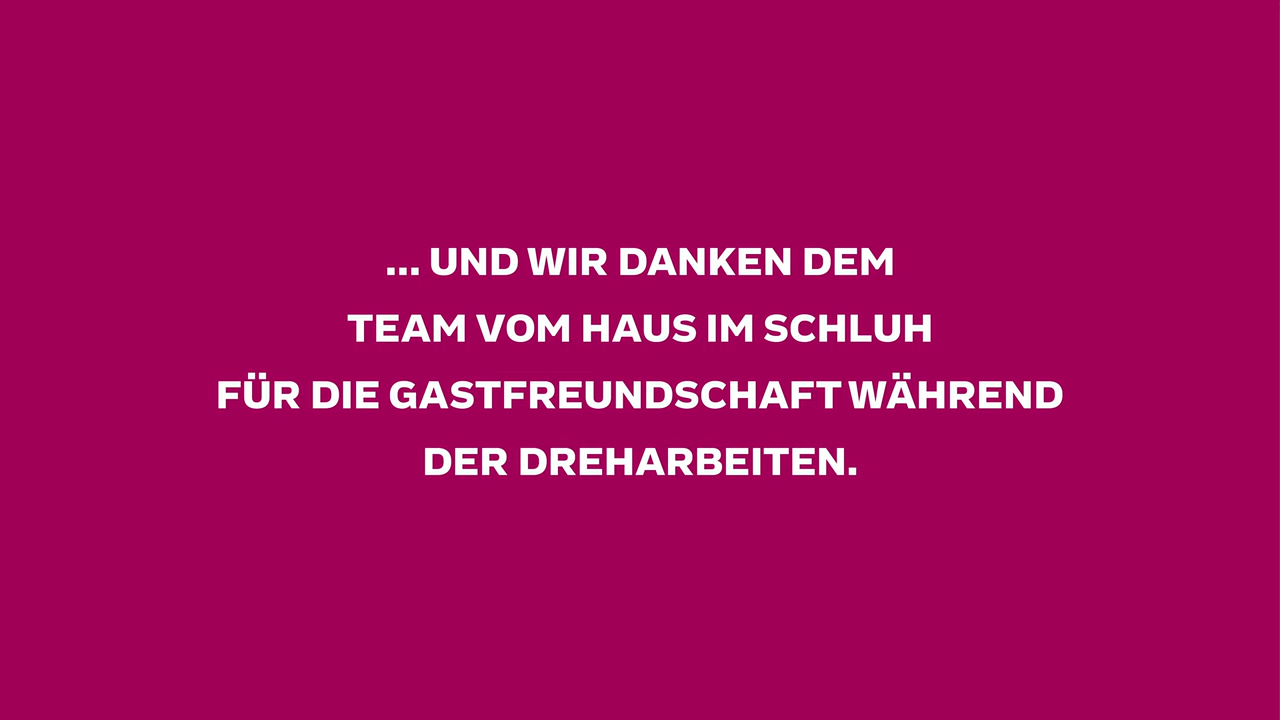 ... UND WIR DANKEN DEM
TEAM VOM HAUS IM SCHLUH
FÜR DIE GASTFREUNDSCHAFT WÄHREND
DER DREHARBEITEN.